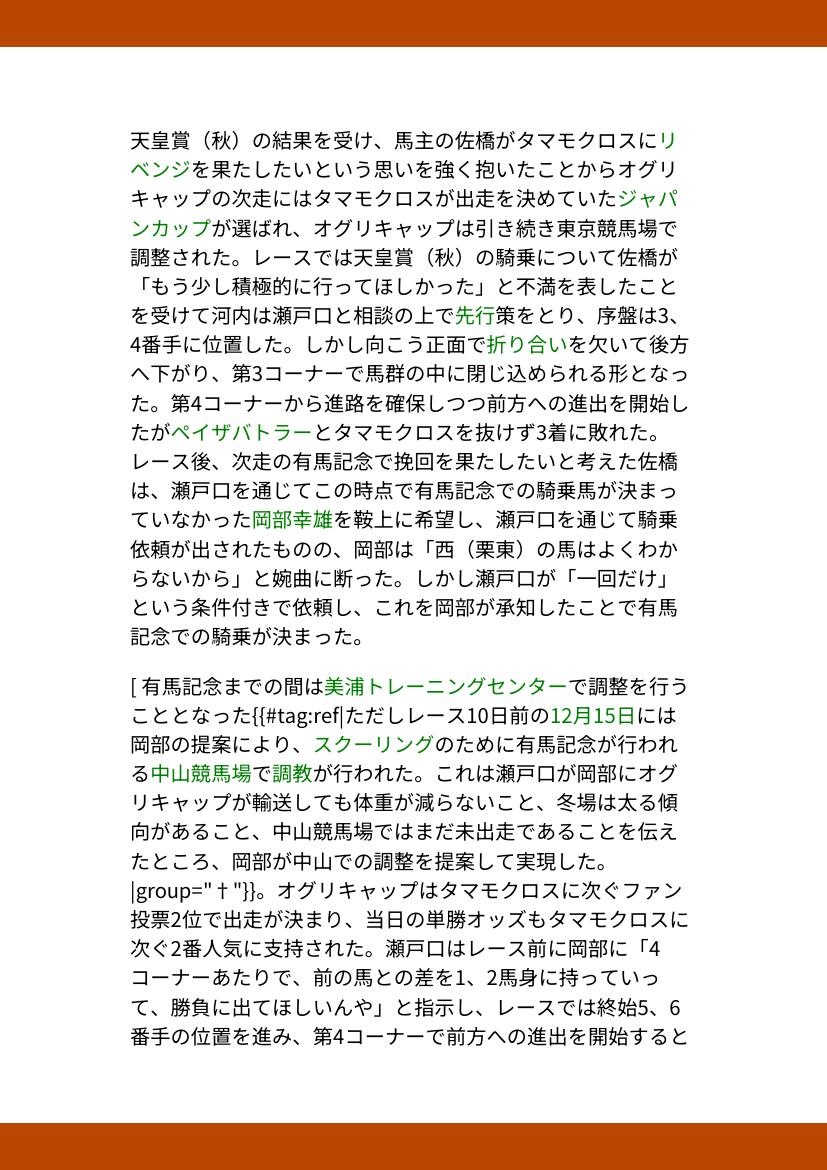 天皇賞（秋）の結果を受け、馬主の佐橋がタマモクロスにリ
ベンジを果たしたいという思いを強く抱いたことからオグリ
キャップの次走にはタマモクロスが出走を決めていたジャパ
ンカップが選ばれ、オグリキャップは引き続き東京競馬場で
調整された。レースでは天皇賞（秋）の騎乗について佐橋が
「もう少し積極的に行ってほしかった」と不満を表したこと
を受けて河内は瀬戸口と相談の上で先行策をとり、序盤は3、
4番手に位置した。しかし向こう正面で折り合いを欠いて後方
へ下がり、第3コーナーで馬群の中に閉じ込められる形となっ
た。第4コーナーから進路を確保しつつ前方への進出を開始し
たがペイザバトラーとタマモクロスを抜けず3着に敗れた。
レース後、次走の有馬記念で挽回を果たしたいと考えた佐橋
は、瀬戸口を通じてこの時点で有馬記念での騎乗馬が決まっ
ていなかった岡部幸雄を鞍上に希望し、瀬戸口を通じて騎乗
依頼が出されたものの、岡部は「西（栗東）の馬はよくわか
らないから」と婉曲に断った。しかし瀬戸口が「一回だけ」
という条件付きで依頼し、これを岡部が承知したことで有馬
記念での騎乗が決まった。
[ 有馬記念までの間は美浦トレーニングセンターで調整を行う
こととなった{{#tag:ref|ただしレース10日前の12月15日には
岡部の提案により、スクーリングのために有馬記念が行われ
る中山競馬場で調教が行われた。これは瀬戸口が岡部にオグ
リキャップが輸送しても体重が減らないこと、冬場は太る傾
向があること、中山競馬場ではまだ未出走であることを伝え
たところ、岡部が中山での調整を提案して実現した。
|group="†"}}。オグリキャップはタマモクロスに次ぐファン
投票2位で出走が決まり、当日の単勝オッズもタマモクロスに
次ぐ2番人気に支持された。瀬戸口はレース前に岡部に「4
コーナーあたりで、前の馬との差を1、2馬身に持っていっ
て、勝負に出てほしいんや」と指示し、レースでは終始5、6
番手の位置を進み、第4コーナーで前方への進出を開始すると